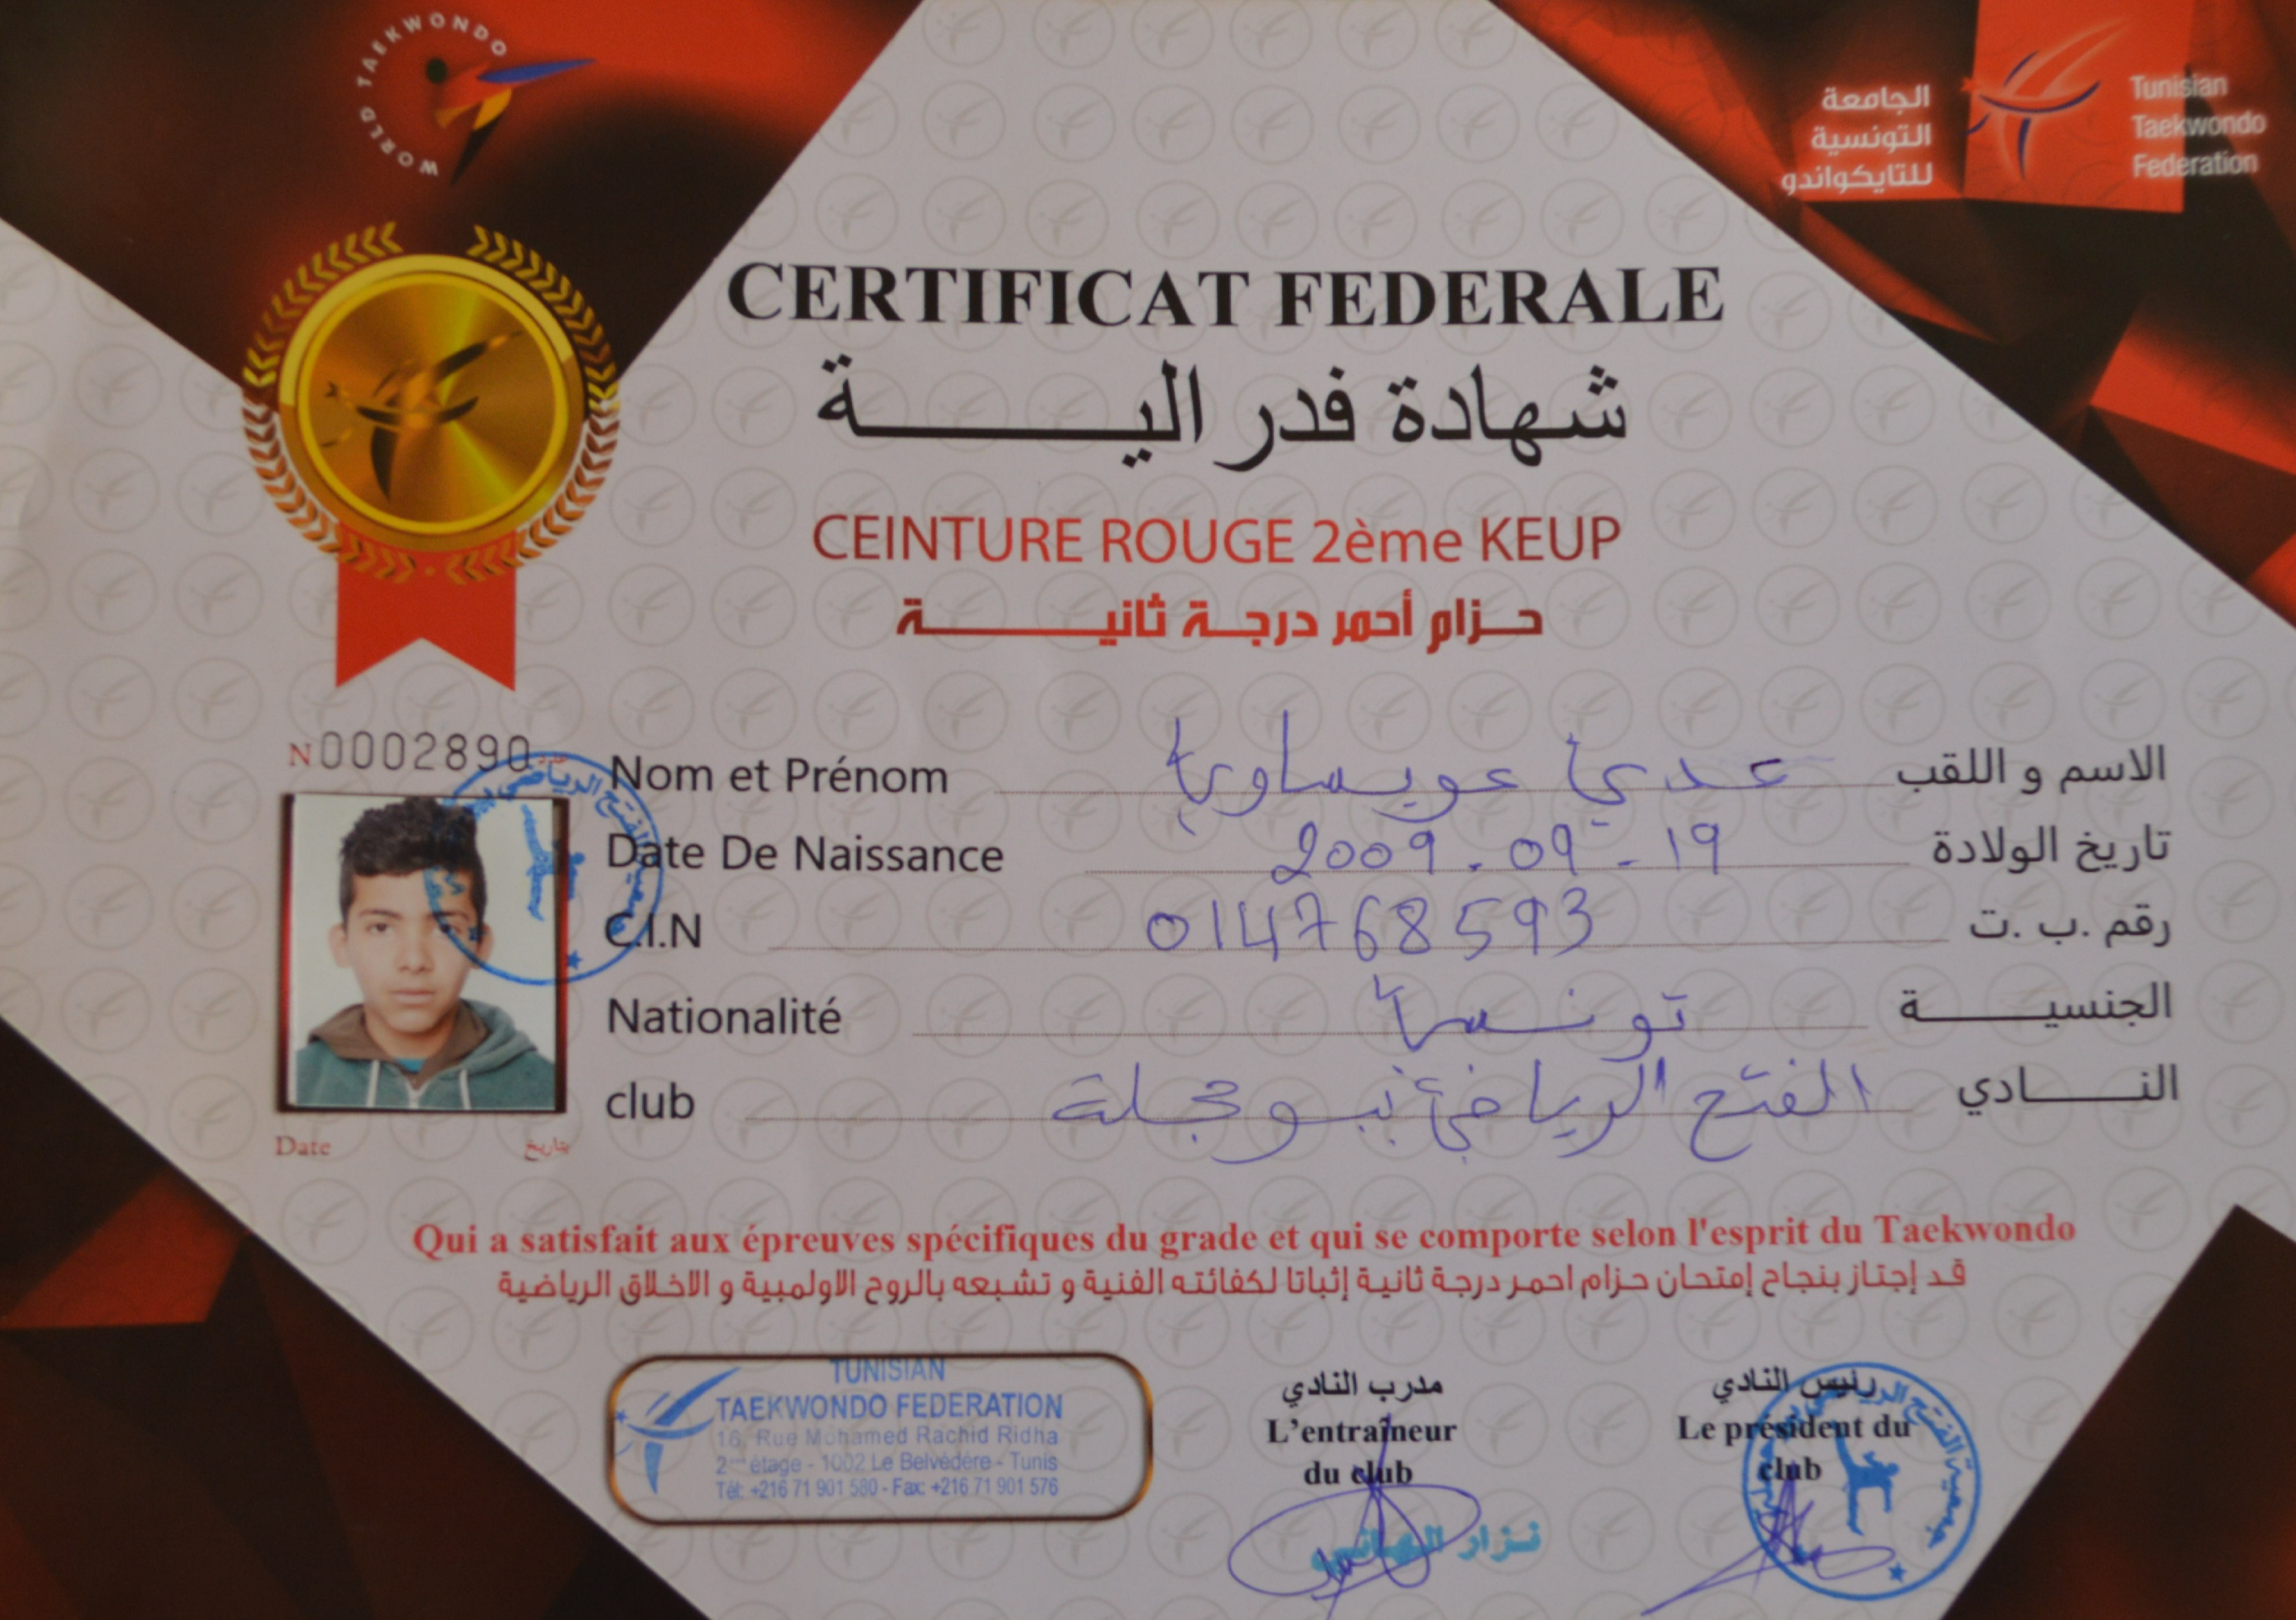 WORLD TAEKWONDO
الجامعة
التونسية
للتايكواندو
Tunisian
Taekwondo
Federation
CERTIFICAT FEDERALE
شهادة فدرالية
CEINTURE ROUGE 2ème KEUP
حزام أحمر درجة ثانية
N0002890
Nom et Prénom عدي عويساوي الاسم و اللقب
Date De Naissance 2009.09-19 تاريخ الولادة
C.I.N 014768593 رقم .ب .ت
Nationalité تونسي الجنسية
club الفتح الرياضي ببوحجلة النادي
Date بتاريخ
Qui a satisfait aux épreuves spécifiques du grade et qui se comporte selon l'esprit du Taekwondo
قد إجتاز بنجاح إمتحان حزام احمر درجة ثانية إثباتا لكفائته الفنية و تشبعه بالروح الاولمبية و الاخلاق الرياضية
TUNISIAN
TAEKWONDO FEDERATION
16, Rue Mohamed Rachid Ridha
2ème étage - 1002 Le Belvédére - Tunis
Tél: +216 71 901 580 - Fax: +216 71 901 576
مدرب النادي
L'entraîneur
du club
نزار الهانسي
رئيس النادي
Le président du
club